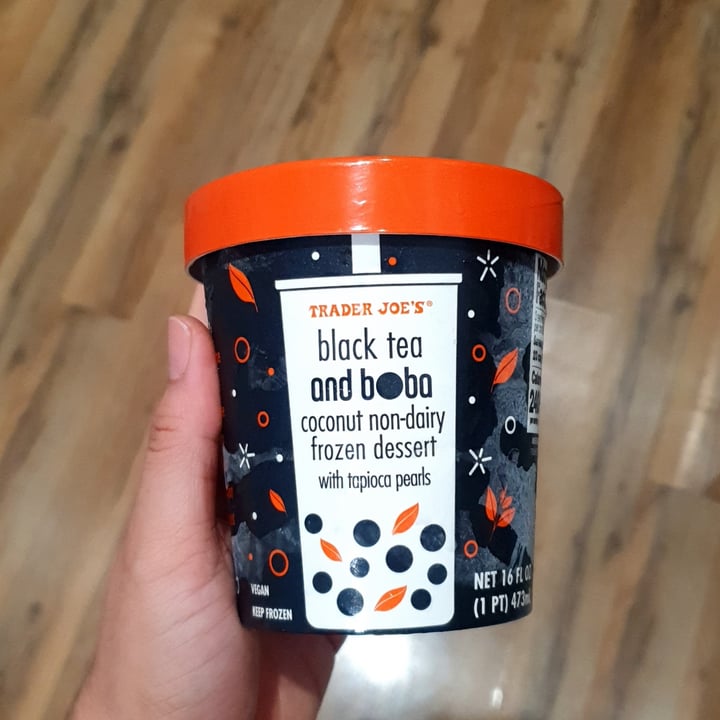 TRADER JOE'S®
black tea
and boba
coconut non-dairy
frozen dessert
with tapioca pearls
VEGAN
KEEP FROZEN
NET 16 FL OZ
(1 PT) 473mL